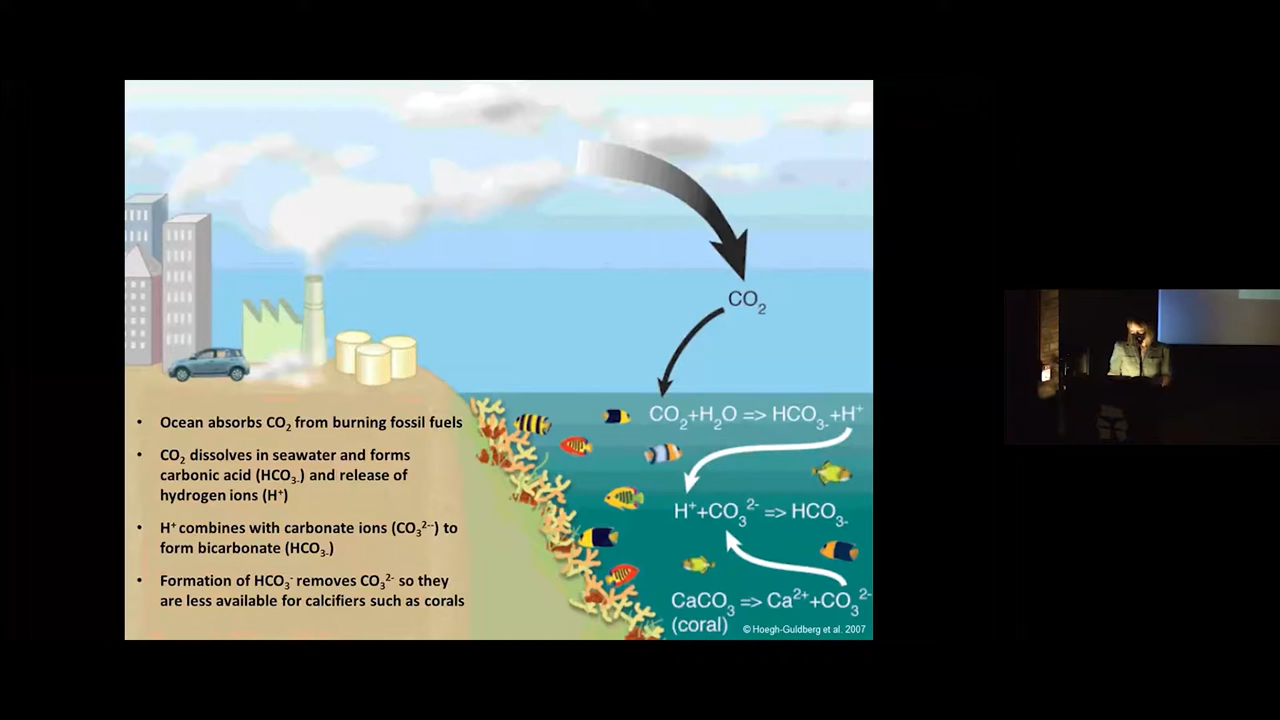 CO₂
CO₂+H₂O => HCO₃-+H⁺
H⁺+CO₃²⁻ => HCO₃-
CaCO₃ => Ca²⁺+CO₃²⁻
(coral)
© Hoegh-Guldberg et al. 2007
• Ocean absorbs CO₂ from burning fossil fuels
• CO₂ dissolves in seawater and forms
carbonic acid (HCO₃-) and release of
hydrogen ions (H⁺)
• H⁺ combines with carbonate ions (CO₃²⁻⁻) to
form bicarbonate (HCO₃-)
• Formation of HCO₃⁻ removes CO₃²⁻ so they
are less available for calcifiers such as corals